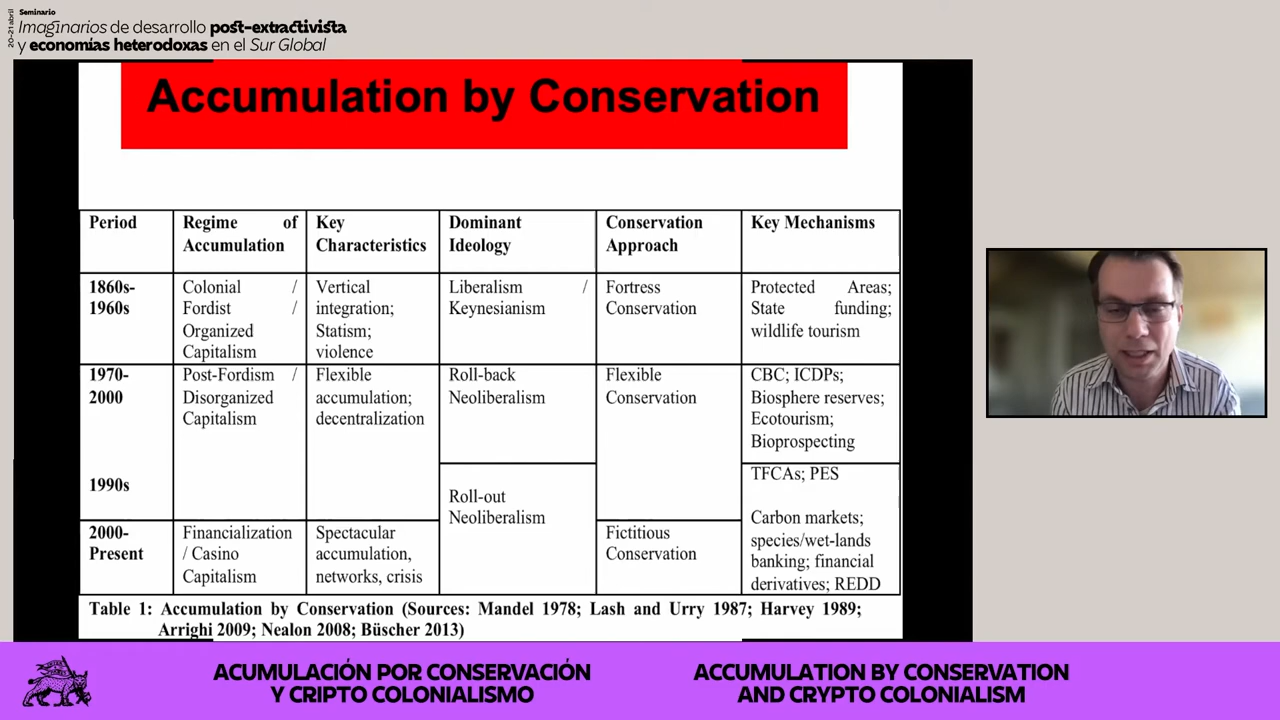 20-21 abril
Seminario
Imaginarios de desarrollo post-extractivista
y economías heterodoxas en el Sur Global
Accumulation by Conservation
Period
Regime of
Accumulation
Key
Characteristics
Dominant
Ideology
Conservation
Approach
Key Mechanisms
1860s-
1960s
Colonial /
Fordist /
Organized
Capitalism
Vertical
integration;
Statism;
violence
Liberalism /
Keynesianism
Fortress
Conservation
Protected Areas;
State funding;
wildlife tourism
1970-
2000
Post-Fordism /
Disorganized
Capitalism
Flexible
accumulation;
decentralization
Roll-back
Neoliberalism
Flexible
Conservation
CBC; ICDPs;
Biosphere reserves;
Ecotourism;
Bioprospecting
1990s
Roll-out
Neoliberalism
TFCAs; PES
2000-
Present
Financialization
/ Casino
Capitalism
Spectacular
accumulation,
networks, crisis
Fictitious
Conservation
Carbon markets;
species/wet-lands
banking; financial
derivatives; REDD
Table 1: Accumulation by Conservation (Sources: Mandel 1978; Lash and Urry 1987; Harvey 1989;
Arrighi 2009; Nealon 2008; Büscher 2013)
ACUMULACIÓN POR CONSERVACIÓN
Y CRIPTO COLONIALISMO
ACCUMULATION BY CONSERVATION
AND CRYPTO COLONIALISM